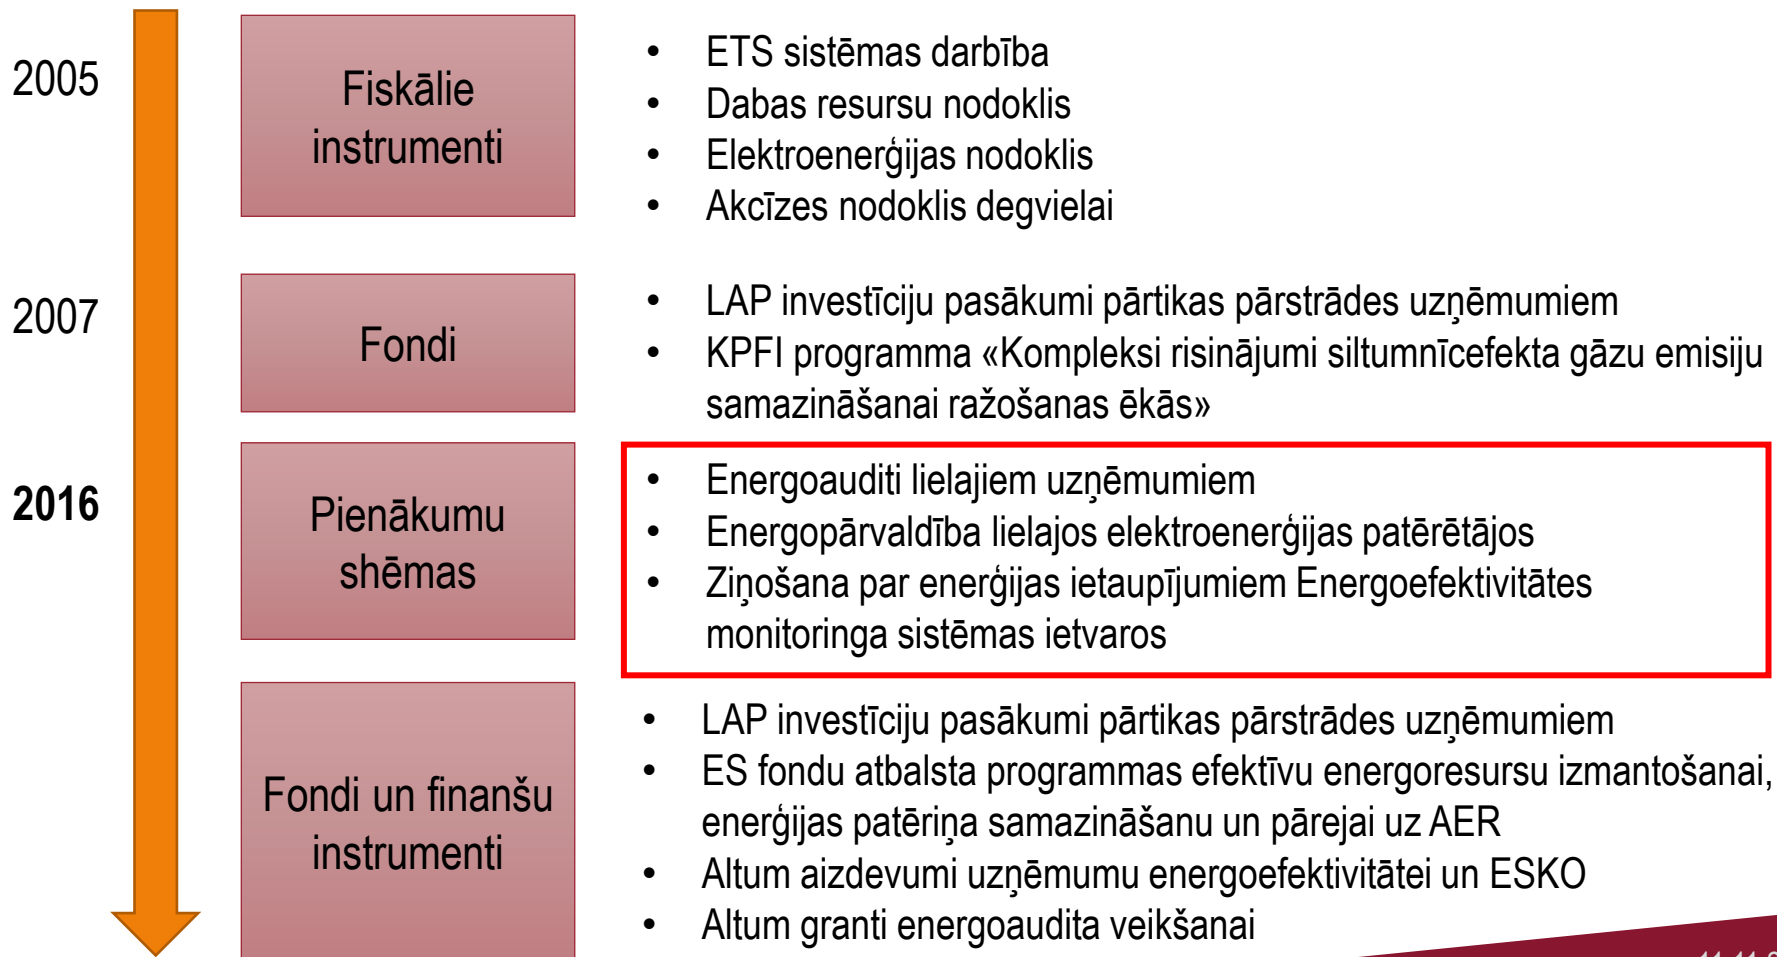 2005
Fiskālie
instrumenti
• ETS sistēmas darbība
• Dabas resursu nodoklis
• Elektroenerģijas nodoklis
• Akcīzes nodoklis degvielai
2007
Fondi
• LAP investīciju pasākumi pārtikas pārstrādes uzņēmumiem
• KPFI programma «Kompleksi risinājumi siltumnīcefekta gāzu emisiju
samazināšanai ražošanas ēkās»
2016
Pienākumu
shēmas
• Energoauditi lielajiem uzņēmumiem
• Energopārvaldība lielajos elektroenerģijas patērētājos
• Ziņošana par enerģijas ietaupījumiem Energoefektivitātes
monitoringa sistēmas ietvaros
Fondi un finanšu
instrumenti
• LAP investīciju pasākumi pārtikas pārstrādes uzņēmumiem
• ES fondu atbalsta programmas efektīvu energoresursu izmantošanai,
enerģijas patēriņa samazināšanu un pārejai uz AER
• Altum aizdevumi uzņēmumu energoefektivitātei un ESKO
• Altum granti energoaudita veikšanai